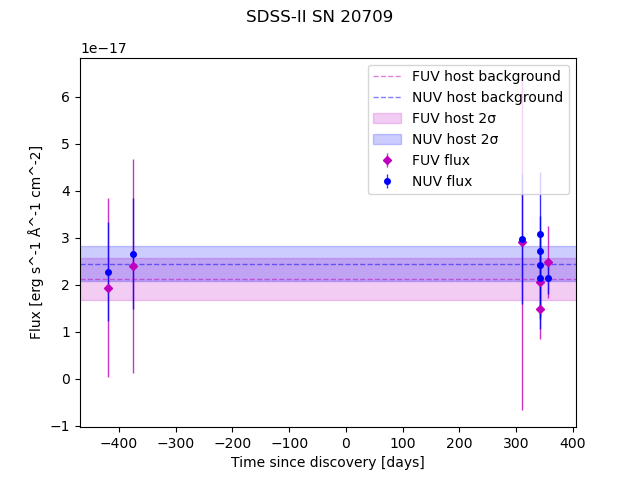 SDSS-II SN 20709
1e−17
FUV host background
NUV host background
FUV host 2σ
NUV host 2σ
FUV flux
NUV flux
6
5
4
3
2
1
0
−1
Flux [erg s^-1 Å^-1 cm^-2]
−400 −300 −200 −100 0 100 200 300 400
Time since discovery [days]